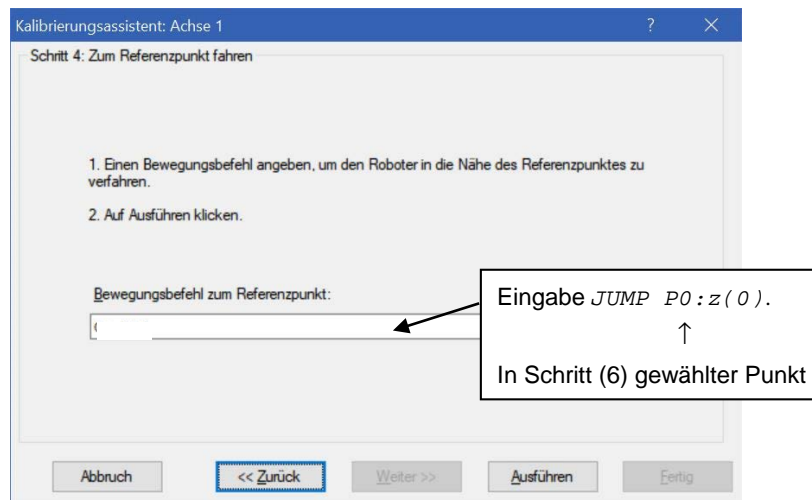 Kalibrierungsassistent: Achse 1
Schritt 4: Zum Referenzpunkt fahren
1. Einen Bewegungsbefehl angeben, um den Roboter in die Nähe des Referenzpunktes zu
verfahren.
2. Auf Ausführen klicken.
Bewegungsbefehl zum Referenzpunkt:
Eingabe JUMP P0:z(0).
↑
In Schritt (6) gewählter Punkt
Abbruch
<< Zurück
Weiter >>
Ausführen
Fertig